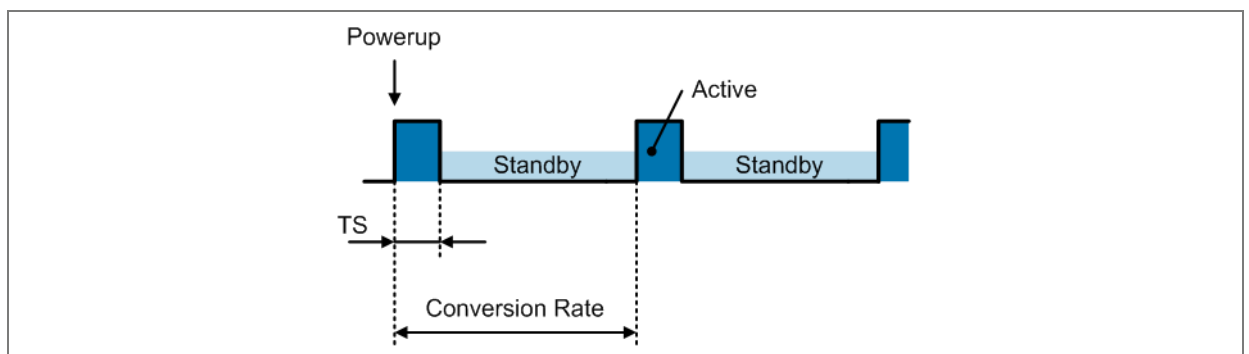 Powerup
Active
Standby
Standby
TS
Conversion Rate